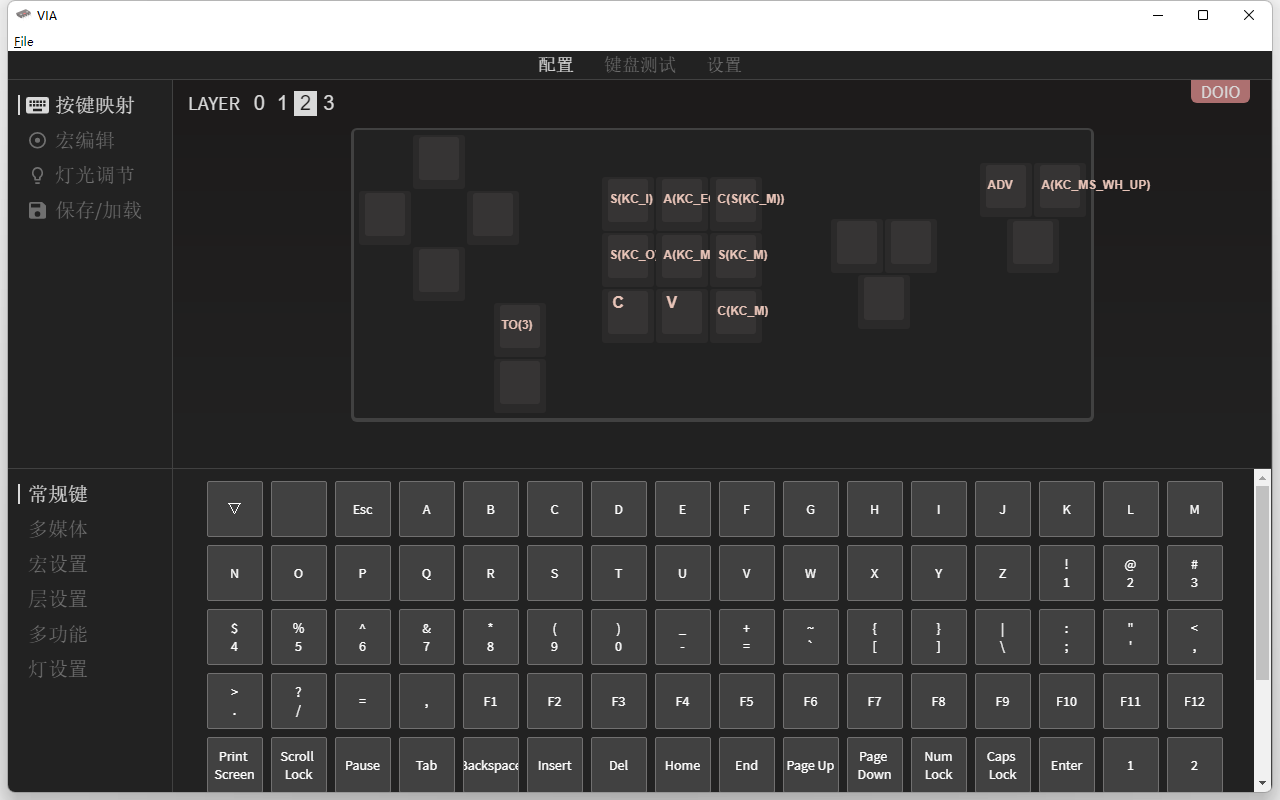 VIA
File
配置 键盘测试 设置
按键映射
宏编辑
灯光调节
保存/加载
LAYER 0 1 2 3
DOIO
ADV A(KC_MS_WH_UP)
S(KC_I) A(KC_E C(S(KC_M))
S(KC_O A(KC_M S(KC_M)
C V C(KC_M)
TO(3)
常规键
多媒体
宏设置
层设置
多功能
灯设置
▽ Esc A B C D E F G H I J K L M
N O P Q R S T U V W X Y Z ! @ #
1 2 3
$ % ^ & * ( ) _ + ~ { } | : " <
4 5 6 7 8 9 0 - = ` [ ] \ ; ' ,
> ? = , F1 F2 F3 F4 F5 F6 F7 F8 F9 F10 F11 F12
. /
Print Scroll Pause Tab Backspace Insert Del Home End Page Up Page Num Caps Enter 1 2
Screen Lock Down Lock Lock